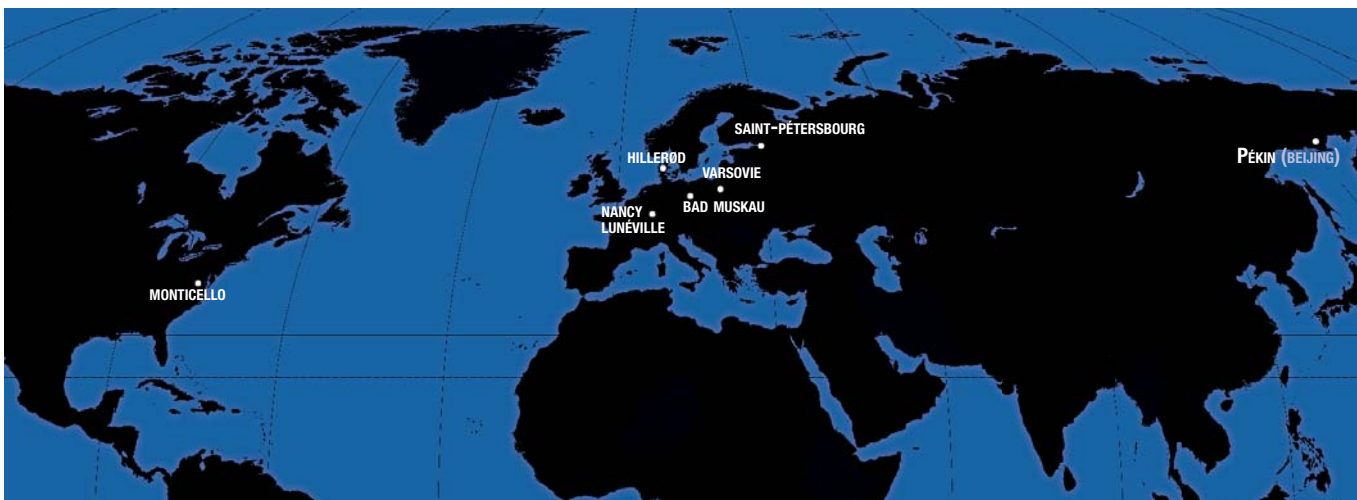 SAINT-PÉTERSBOURG
HILLERØD
PÉKIN (BEIJING)
VARSOVIE
BAD MUSKAU
NANCY
LUNÉVILLE
MONTICELLO